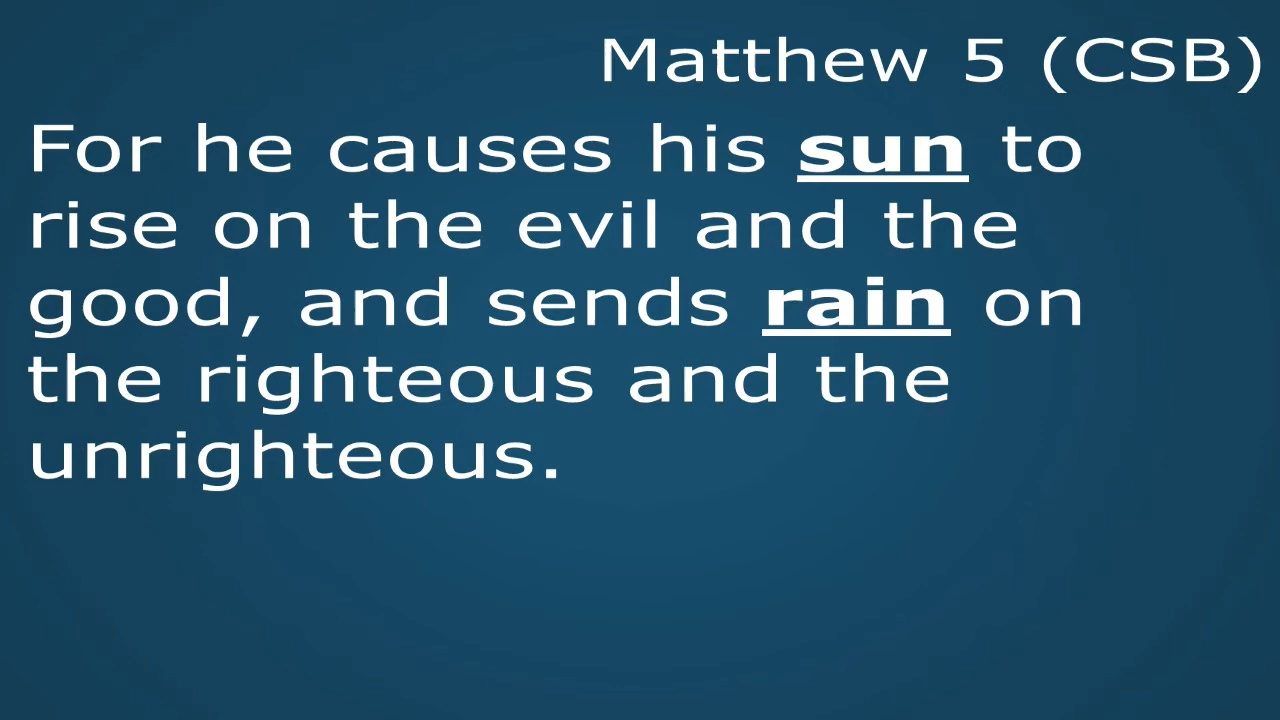 Matthew 5 (CSB)
For he causes his sun to
rise on the evil and the
good, and sends rain on
the righteous and the
unrighteous.